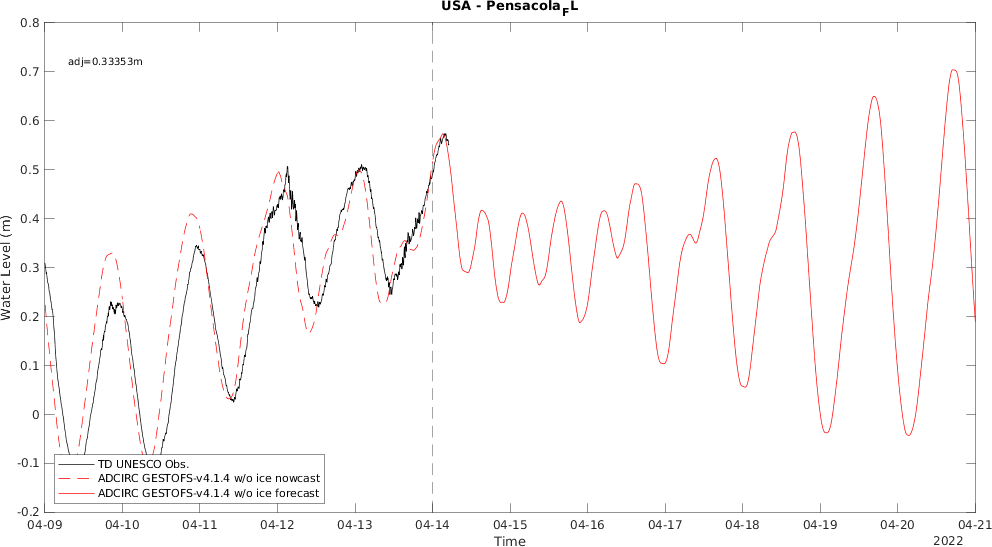 USA - Pensacola_FL
0.8
0.7
0.6
0.5
0.4
0.3
0.2
0.1
0
-0.1
-0.2
Water Level (m)
adj=0.33353m
TD UNESCO Obs.
ADCIRC GESTOFS-v4.1.4 w/o ice nowcast
ADCIRC GESTOFS-v4.1.4 w/o ice forecast
04-09 04-10 04-11 04-12 04-13 04-14 04-15 04-16 04-17 04-18 04-19 04-20 04-21
Time
2022